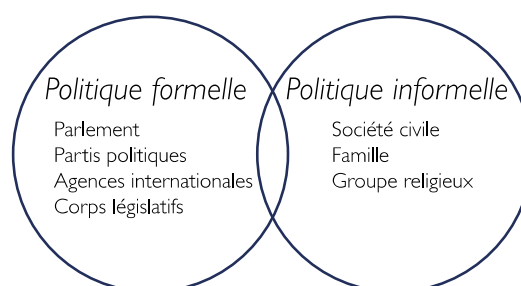 Politique formelle
Parlement
Partis politiques
Agences internationales
Corps législatifs
Politique informelle
Société civile
Famille
Groupe religieux